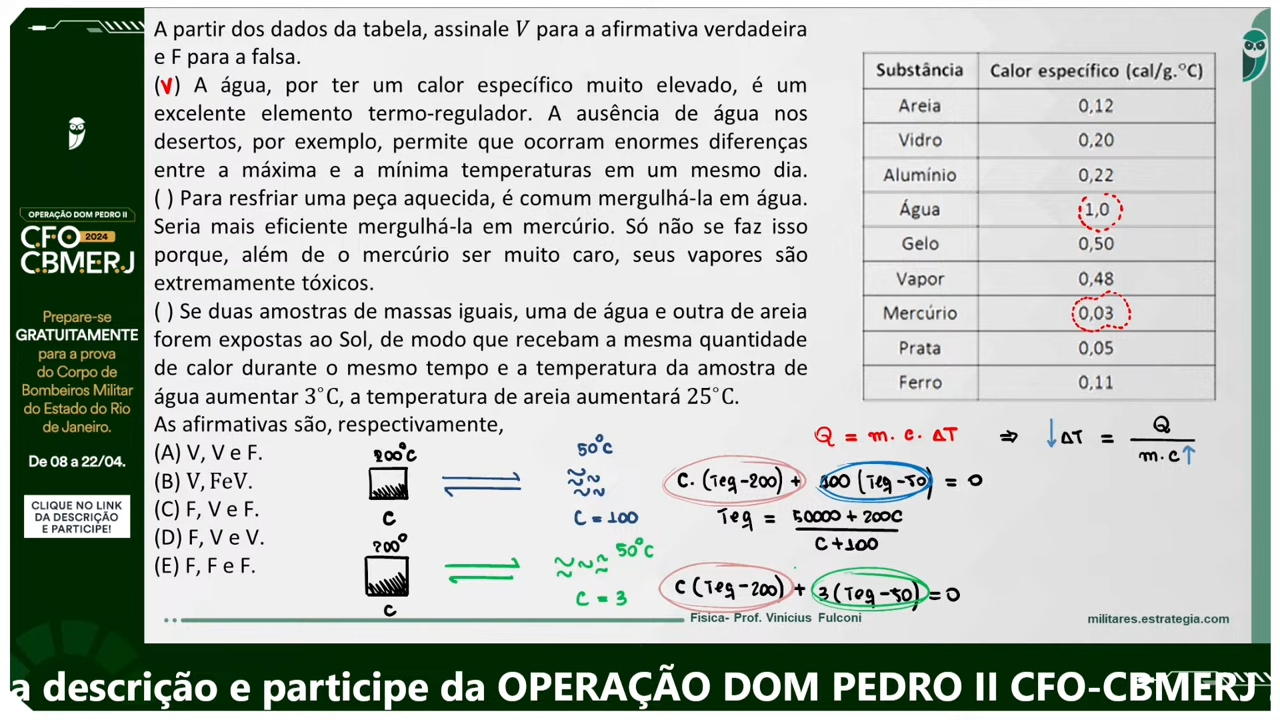 A partir dos dados da tabela, assinale V para a afirmativa verdadeira
e F para a falsa.
(V) A água, por ter um calor específico muito elevado, é um
excelente elemento termo-regulador. A ausência de água nos
desertos, por exemplo, permite que ocorram enormes diferenças
entre a máxima e a mínima temperaturas em um mesmo dia.
( ) Para resfriar uma peça aquecida, é comum mergulhá-la em água.
Seria mais eficiente mergulhá-la em mercúrio. Só não se faz isso
porque, além de o mercúrio ser muito caro, seus vapores são
extremamente tóxicos.
( ) Se duas amostras de massas iguais, uma de água e outra de areia
forem expostas ao Sol, de modo que recebam a mesma quantidade
de calor durante o mesmo tempo e a temperatura da amostra de
água aumentar 3°C, a temperatura de areia aumentará 25°C.
As afirmativas são, respectivamente,
(A) V, V e F.
(B) V, FeV.
(C) F, V e F.
(D) F, V e V.
(E) F, F e F.
Substância Calor específico (cal/g.°C)
Areia 0,12
Vidro 0,20
Alumínio 0,22
Água 1,0
Gelo 0,50
Vapor 0,48
Mercúrio 0,03
Prata 0,05
Ferro 0,11
Q = m.c.ΔT ⇒ ↓ΔT = Q / m.c↑
200°C
50°C
C
C = 100
C.(Teq-200) + 100(Teq-50) = 0
Teq = 50000 + 200C / C+100
200°
50°C
C
C = 3
C(Teq-200) + 3(Teq-50) = 0
Física- Prof. Vinícius Fulconi
militares.estrategia.com
OPERAÇÃO DOM PEDRO II
CFO 2024
CBMERJ
Prepare-se
GRATUITAMENTE
para a prova
do Corpo de
Bombeiros Militar
do Estado do Rio
de Janeiro.
De 08 a 22/04.
CLIQUE NO LINK
DA DESCRIÇÃO
E PARTICIPE!
a descrição e participe da OPERAÇÃO DOM PEDRO II CFO-CBMERJ